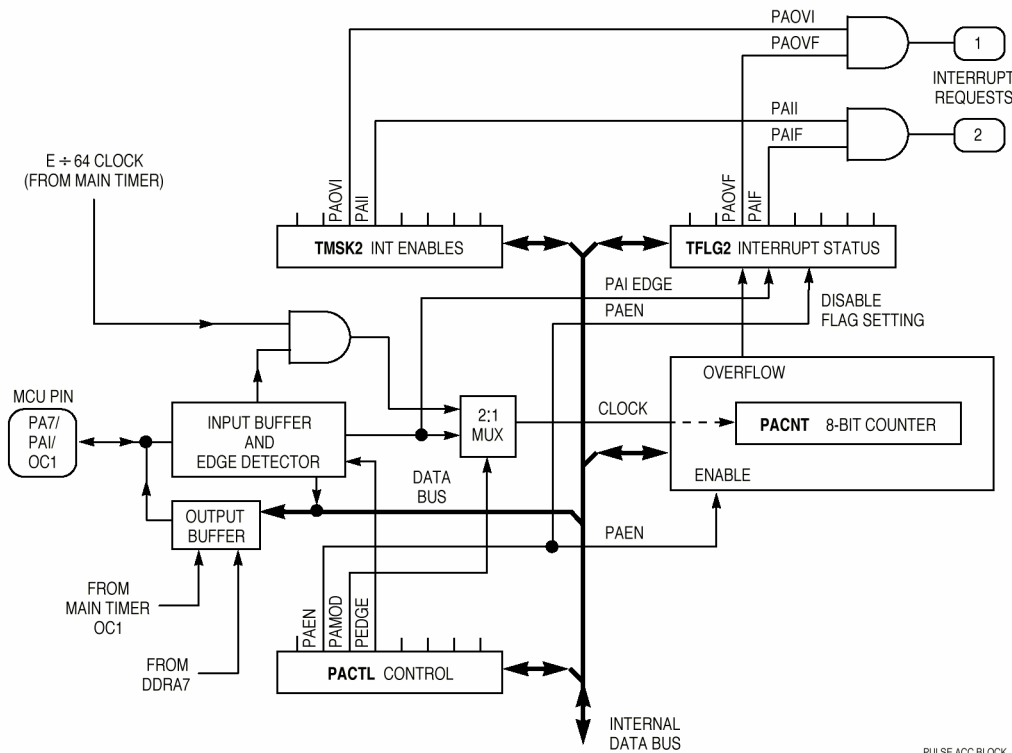 PAOVI
PAOVF
1
INTERRUPT
REQUESTS
PAII
PAIF
2
E ÷ 64 CLOCK
(FROM MAIN TIMER)
PAOVI
PAII
PAOVF
PAIF
TMSK2 INT ENABLES
TFLG2 INTERRUPT STATUS
PAI EDGE
PAEN
DISABLE
FLAG SETTING
OVERFLOW
MCU PIN
PA7/
PAI/
OC1
INPUT BUFFER
AND
EDGE DETECTOR
2:1
MUX
CLOCK
PACNT 8-BIT COUNTER
DATA
BUS
ENABLE
OUTPUT
BUFFER
PAEN
FROM
MAIN TIMER
OC1
PAEN
PAMOD
PEDGE
FROM
DDRA7
PACTL CONTROL
INTERNAL
DATA BUS
PULSE ACC BLOCK